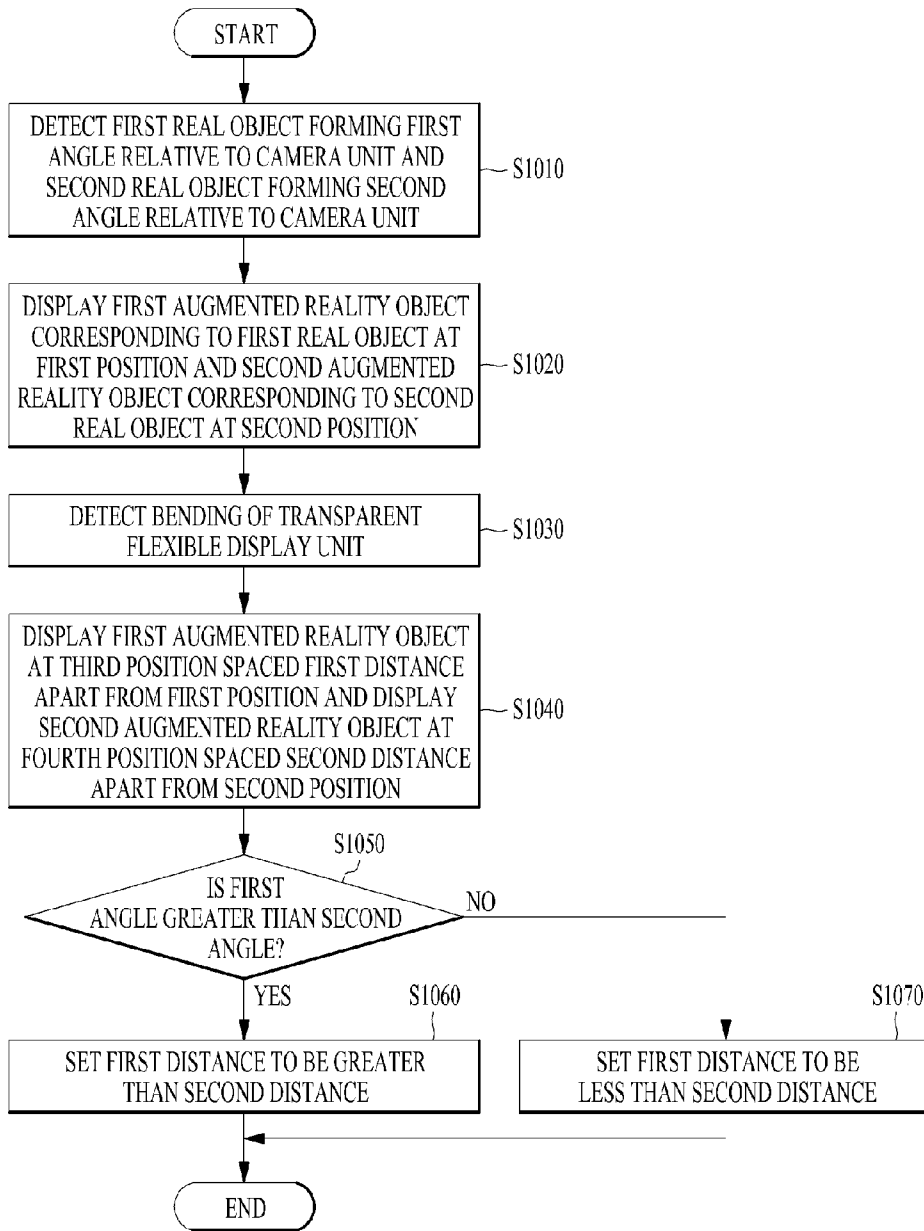 START
DETECT FIRST REAL OBJECT FORMING FIRST
ANGLE RELATIVE TO CAMERA UNIT AND
SECOND REAL OBJECT FORMING SECOND
ANGLE RELATIVE TO CAMERA UNIT
S1010
DISPLAY FIRST AUGMENTED REALITY OBJECT
CORRESPONDING TO FIRST REAL OBJECT AT
FIRST POSITION AND SECOND AUGMENTED
REALITY OBJECT CORRESPONDING TO SECOND
REAL OBJECT AT SECOND POSITION
S1020
DETECT BENDING OF TRANSPARENT
FLEXIBLE DISPLAY UNIT
S1030
DISPLAY FIRST AUGMENTED REALITY OBJECT
AT THIRD POSITION SPACED FIRST DISTANCE
APART FROM FIRST POSITION AND DISPLAY
SECOND AUGMENTED REALITY OBJECT AT
FOURTH POSITION SPACED SECOND DISTANCE
APART FROM SECOND POSITION
S1040
S1050
IS FIRST
ANGLE GREATER THAN SECOND
ANGLE?
NO
YES
S1060
SET FIRST DISTANCE TO BE GREATER
THAN SECOND DISTANCE
S1070
SET FIRST DISTANCE TO BE
LESS THAN SECOND DISTANCE
END